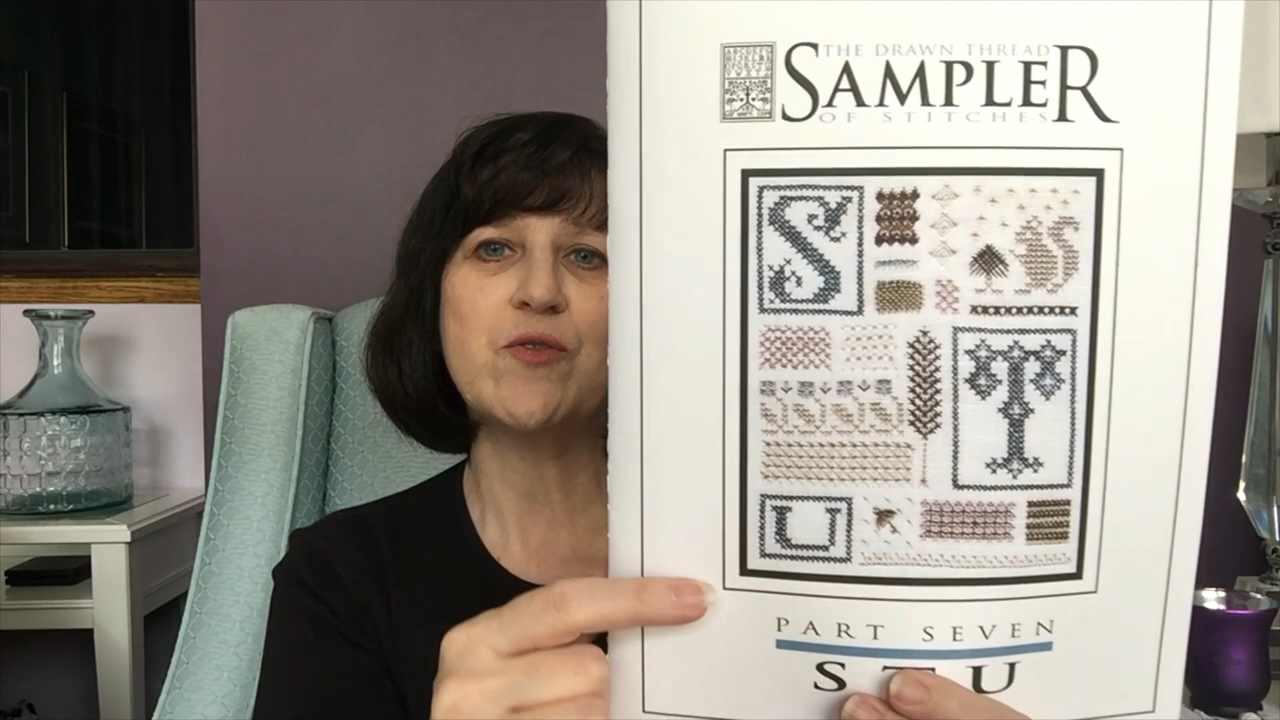 THE DRAWN THREAD
SAMPLER
OF STITCHES
S
T
U
PART SEVEN
STU